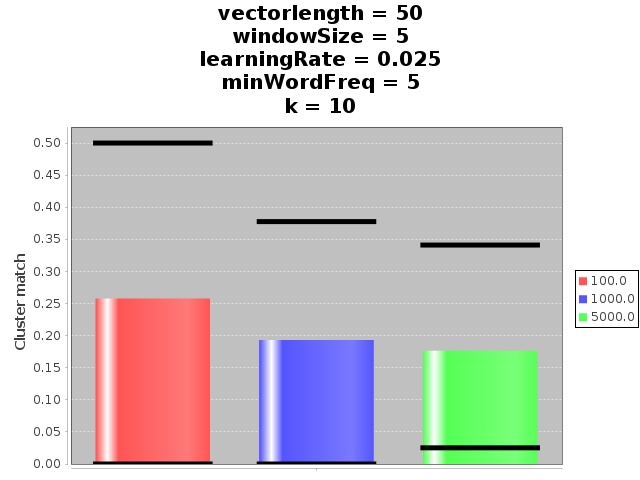 vectorlength = 50
windowSize = 5
learningRate = 0.025
minWordFreq = 5
k = 10
0.50
0.45
0.40
0.35
0.30
0.25
0.20
0.15
0.10
0.05
0.00
Cluster match
100.0
1000.0
5000.0